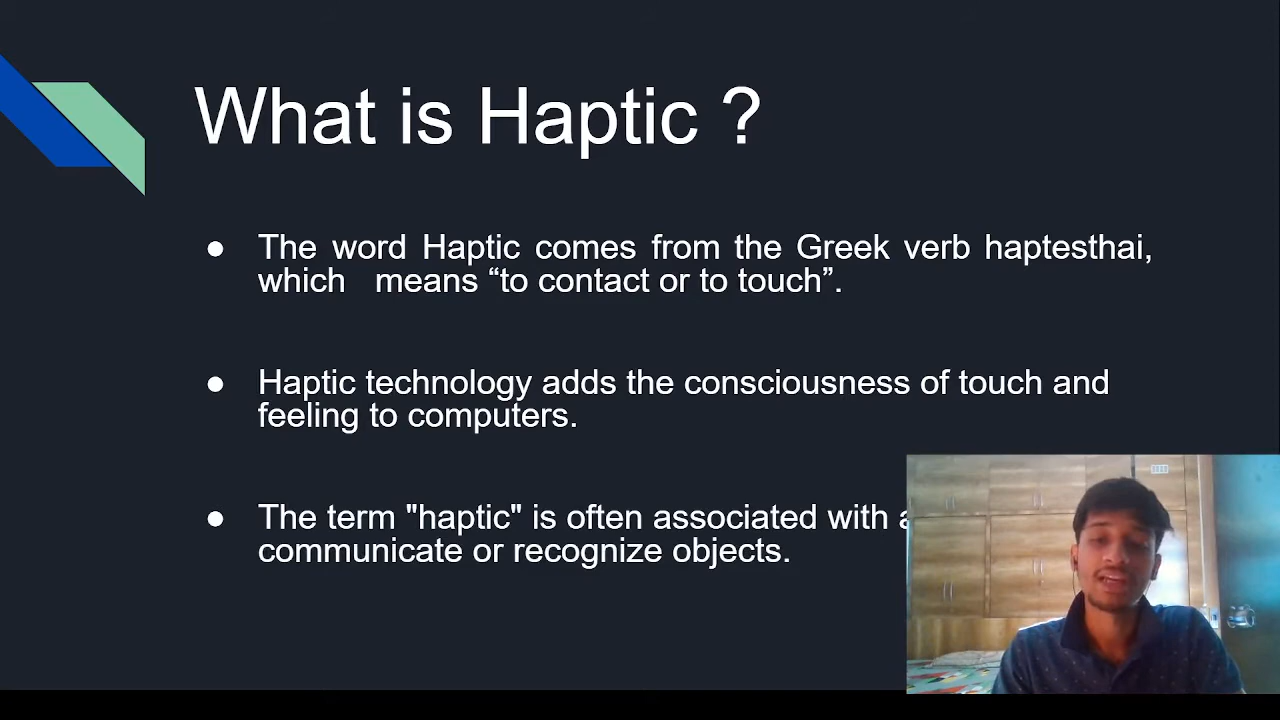 What is Haptic ?
● The word Haptic comes from the Greek verb haptesthai,
which means “to contact or to touch”.
● Haptic technology adds the consciousness of touch and
feeling to computers.
● The term "haptic" is often associated with
communicate or recognize objects.